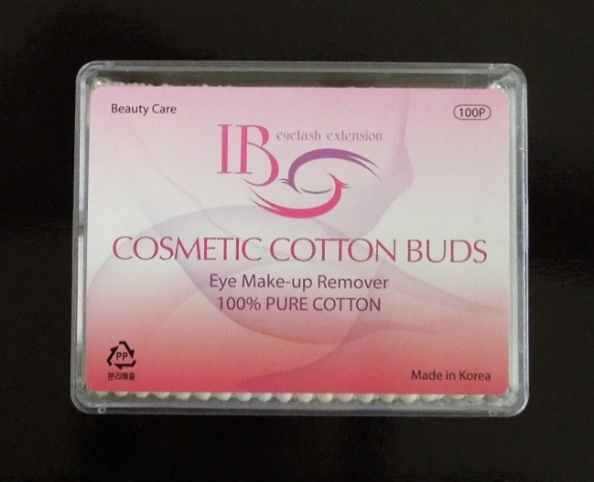 Beauty Care
100P
IB eyelash extension
COSMETIC COTTON BUDS
Eye Make-up Remover
100% PURE COTTON
PP
분리배출
Made in Korea